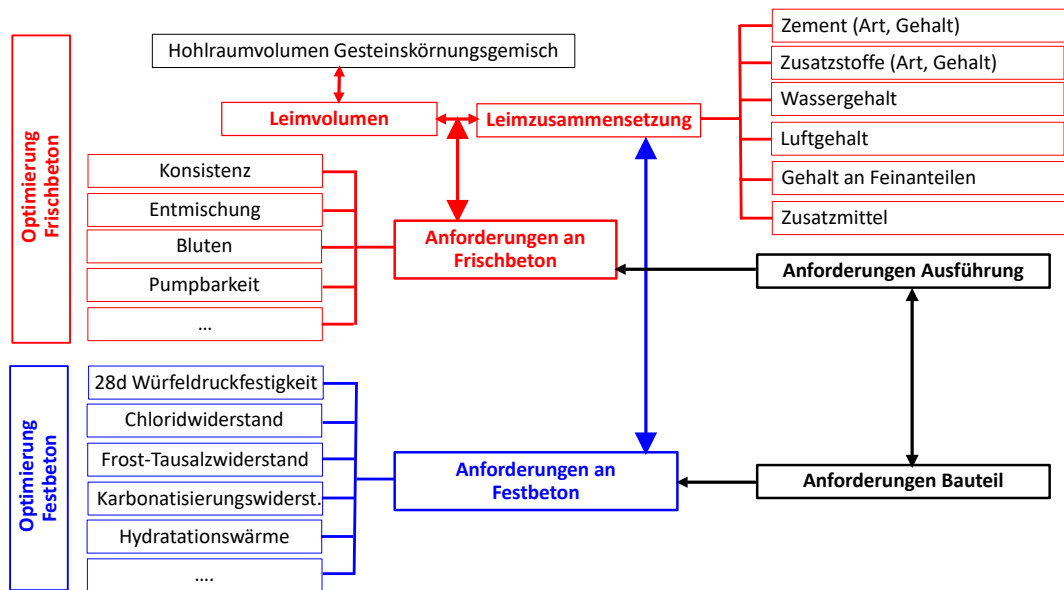 Optimierung
Frischbeton
Hohlraumvolumen Gesteinskörnungsgemisch
Leimvolumen
Leimzusammensetzung
Zement (Art, Gehalt)
Zusatzstoffe (Art, Gehalt)
Wassergehalt
Luftgehalt
Gehalt an Feinanteilen
Zusatzmittel
Konsistenz
Entmischung
Bluten
Pumpbarkeit
...
Anforderungen an
Frischbeton
Anforderungen Ausführung
Optimierung
Festbeton
28d Würfeldruckfestigkeit
Chloridwiderstand
Frost-Tausalzwiderstand
Karbonatisierungswiderst.
Hydratationswärme
....
Anforderungen an
Festbeton
Anforderungen Bauteil